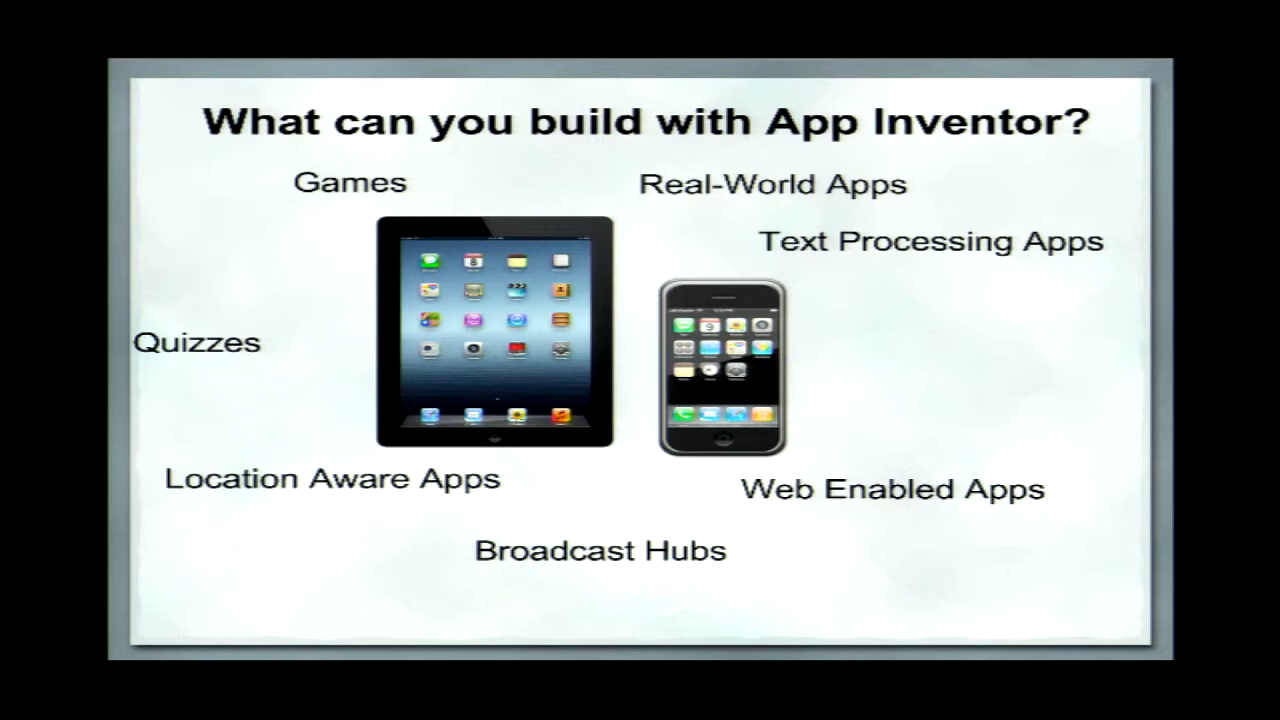 What can you build with App Inventor?
Games
Real-World Apps
Text Processing Apps
Quizzes
Location Aware Apps
Web Enabled Apps
Broadcast Hubs